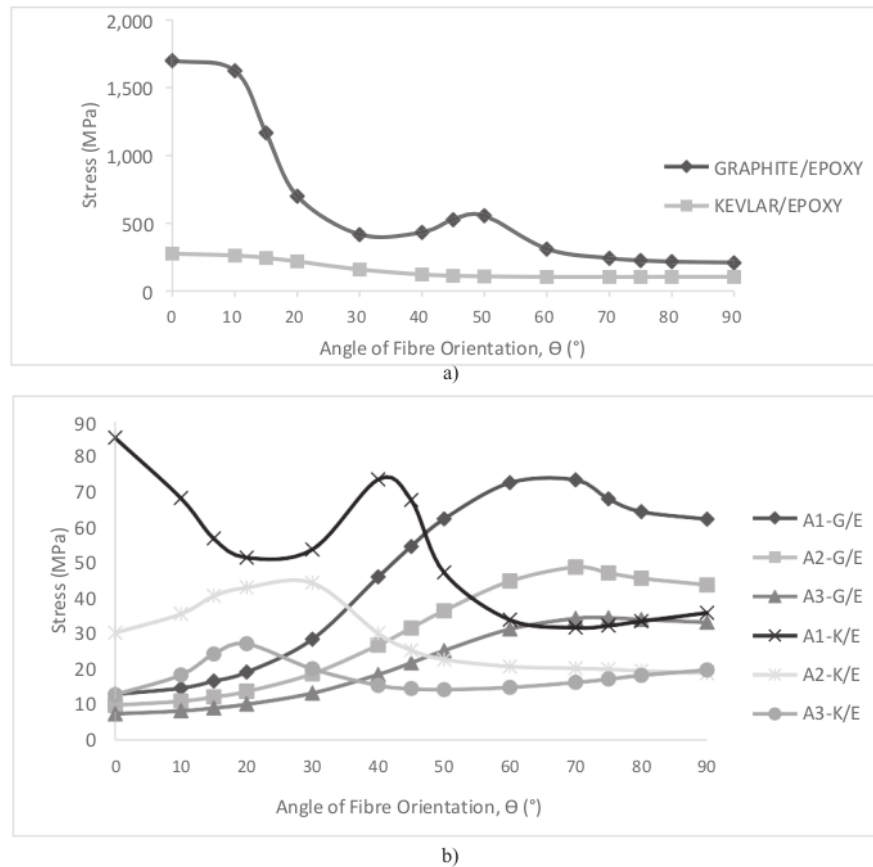 2,000
1,500
1,000
500
0
Stress (MPa)
GRAPHITE/EPOXY
KEVLAR/EPOXY
0 10 20 30 40 50 60 70 80 90
Angle of Fibre Orientation, Ɵ (°)
a)
90
80
70
60
50
40
30
20
10
0
Stress (MPa)
A1-G/E
A2-G/E
A3-G/E
A1-K/E
A2-K/E
A3-K/E
0 10 20 30 40 50 60 70 80 90
Angle of Fibre Orientation, Ɵ (°)
b)